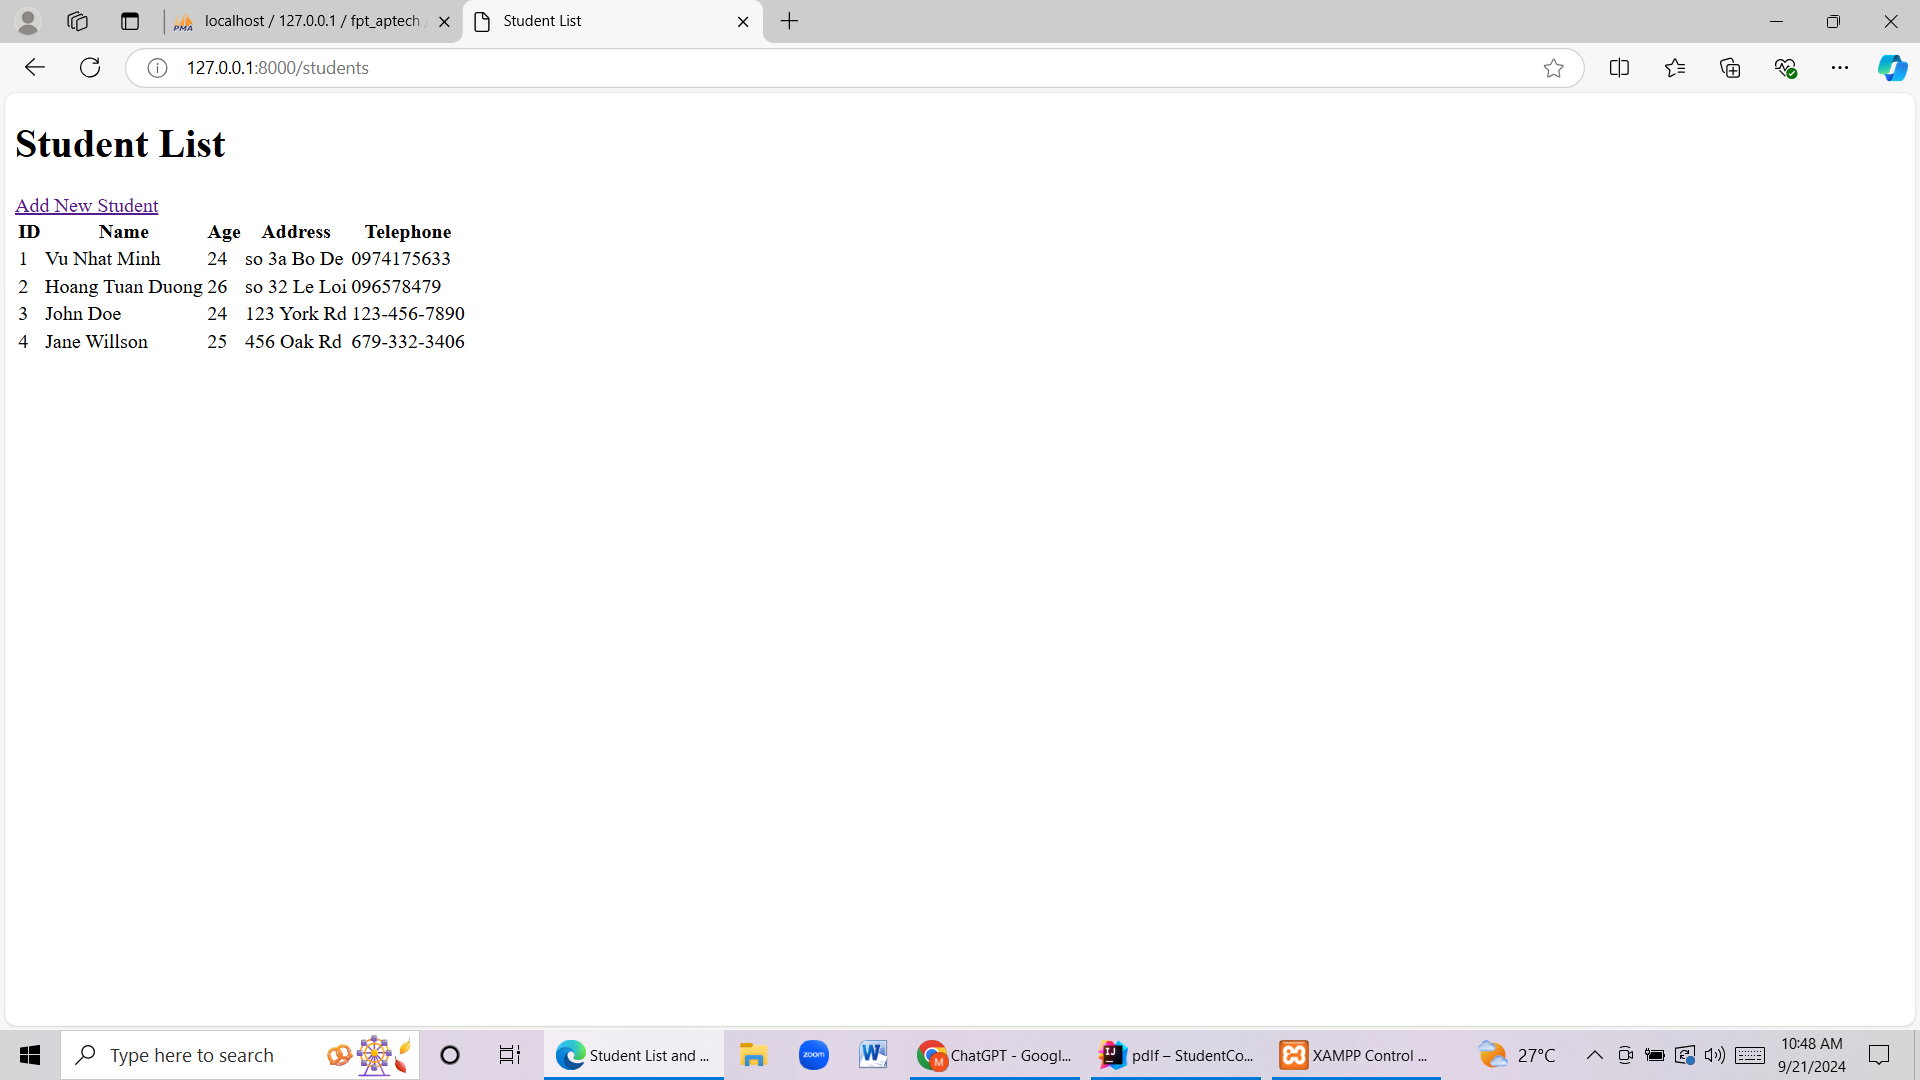 localhost / 127.0.0.1 / fpt_aptech
Student List
127.0.0.1:8000/students
Student List
Add New Student
ID Name Age Address Telephone
1 Vu Nhat Minh 24 so 3a Bo De 0974175633
2 Hoang Tuan Duong 26 so 32 Le Loi 096578479
3 John Doe 24 123 York Rd 123-456-7890
4 Jane Willson 25 456 Oak Rd 679-332-3406
Type here to search
Student List and ...
zoom
ChatGPT - Googl...
pdlf – StudentCo...
XAMPP Control ...
27°C
10:48 AM
9/21/2024